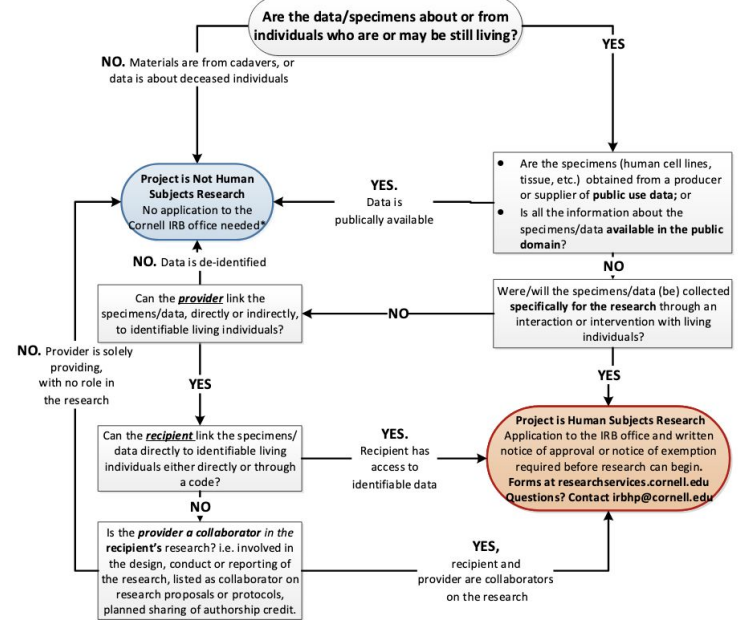 Are the data/specimens about or from
individuals who are or may be still living?
NO. Materials are from cadavers, or
data is about deceased individuals
YES
Project is Not Human
Subjects Research
No application to the
Cornell IRB office needed*
YES.
Data is
publically available
• Are the specimens (human cell lines,
tissue, etc.) obtained from a producer
or supplier of public use data; or
• Is all the information about the
specimens/data available in the public
domain?
NO. Data is de-identified
NO
Can the provider link the
specimens/data, directly or indirectly,
to identifiable living individuals?
NO
Were/will the specimens/data (be) collected
specifically for the research through an
interaction or intervention with living
individuals?
NO. Provider is solely
providing,
with no role in
the research
YES
YES
Can the recipient link the specimens/
data directly to identifiable living
individuals either directly or through
a code?
YES.
Recipient has
access to
identifiable data
Project is Human Subjects Research
Application to the IRB office and written
notice of approval or notice of exemption
required before research can begin.
Forms at researchservices.cornell.edu
Questions? Contact irbhp@cornell.edu
NO
Is the provider a collaborator in the
recipient's research? i.e. involved in
the design, conduct or reporting of
the research, listed as collaborator on
research proposals or protocols,
planned sharing of authorship credit.
YES,
recipient and
provider are collaborators
on the research